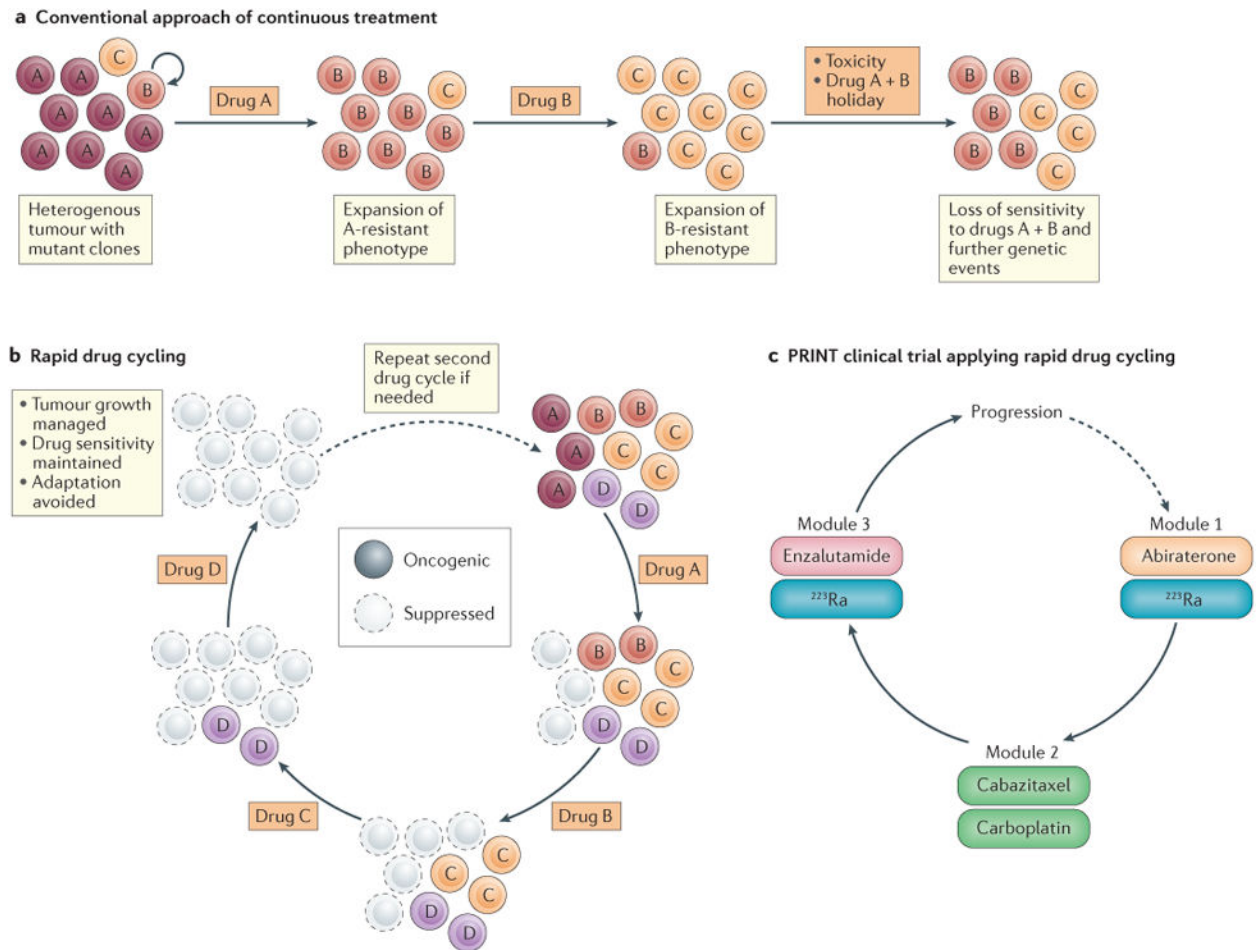 a Conventional approach of continuous treatment
A
A
C
B
A
A
A
A
A
A
Drug A
B
B
C
B
B
B
B
B
B
Drug B
C
C
C
C
C
C
B
C
C
• Toxicity
• Drug A + B
holiday
B
B
C
B
C
C
B
B
C
Heterogenous
tumour with
mutant clones
Expansion of
A-resistant
phenotype
Expansion of
B-resistant
phenotype
Loss of sensitivity
to drugs A + B and
further genetic
events
b Rapid drug cycling
• Tumour growth
managed
• Drug sensitivity
maintained
• Adaptation
avoided
Repeat second
drug cycle if
needed
A
B
B
C
A
C
C
A
D
D
Drug A
B
B
C
C
C
D
D
Drug B
C
C
C
D
D
Drug C
D
D
Drug D
Oncogenic
Suppressed
c PRINT clinical trial applying rapid drug cycling
Progression
Module 1
Abiraterone
²²³Ra
Module 2
Cabazitaxel
Carboplatin
Module 3
Enzalutamide
²²³Ra